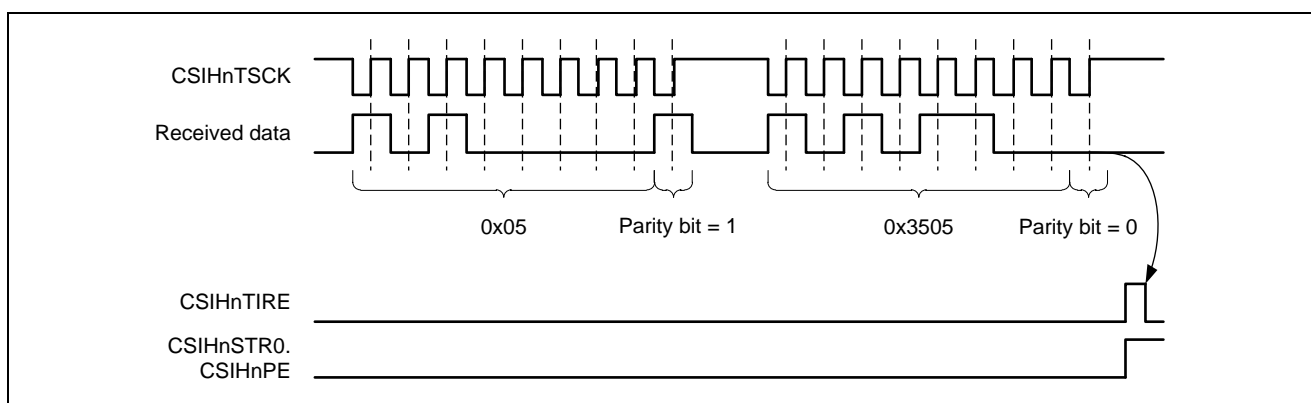 CSIHnTSCK
Received data
0x05 Parity bit = 1 0x3505 Parity bit = 0
CSIHnTIRE
CSIHnSTR0.
CSIHnPE